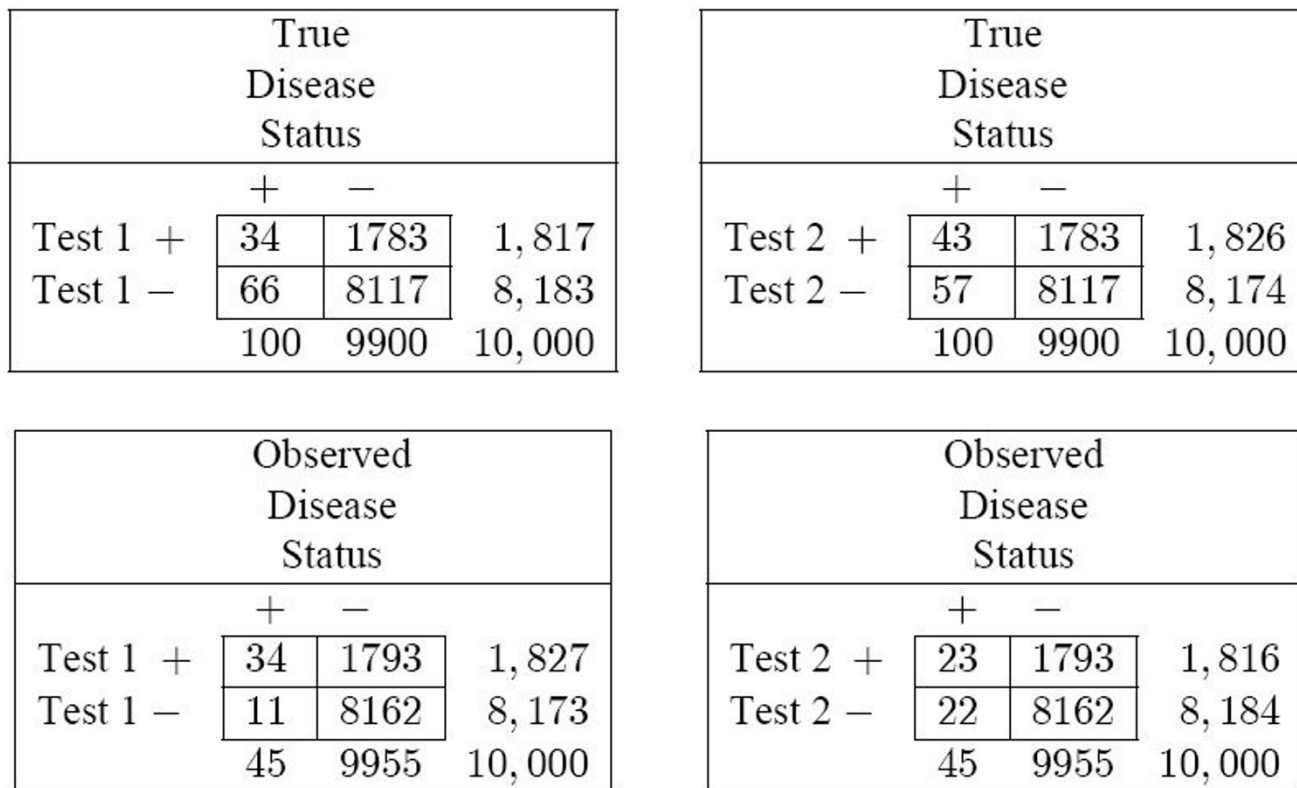 True
Disease
Status
+ −
Test 1 + 34 1783 1, 817
Test 1 − 66 8117 8, 183
100 9900 10, 000
True
Disease
Status
+ −
Test 2 + 43 1783 1, 826
Test 2 − 57 8117 8, 174
100 9900 10, 000
Observed
Disease
Status
+ −
Test 1 + 34 1793 1, 827
Test 1 − 11 8162 8, 173
45 9955 10, 000
Observed
Disease
Status
+ −
Test 2 + 23 1793 1, 816
Test 2 − 22 8162 8, 184
45 9955 10, 000